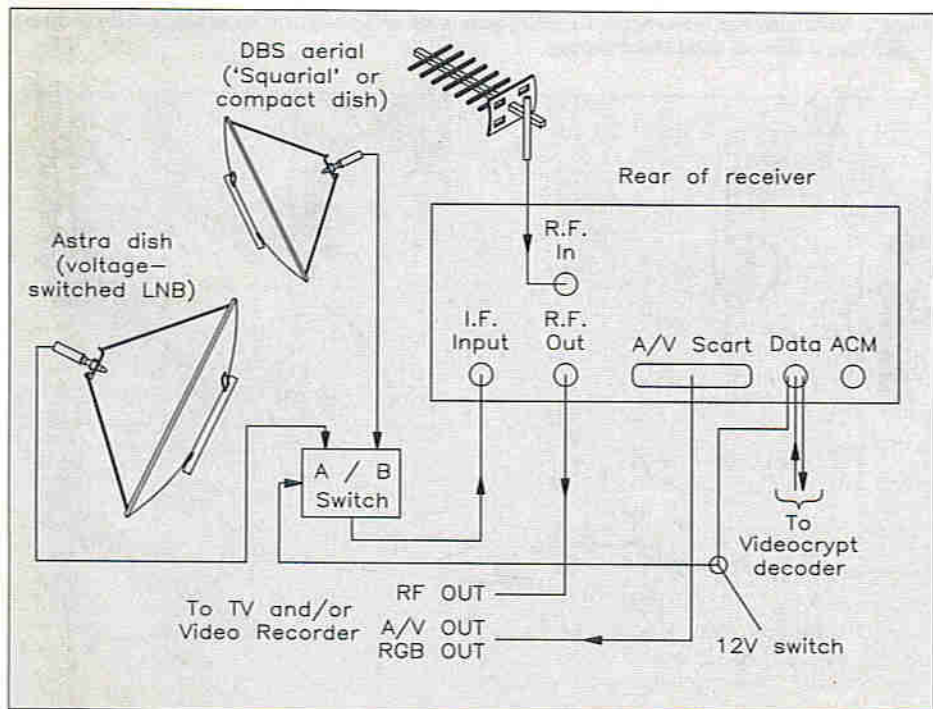 DBS aerial
('Squarial' or
compact dish)
Rear of receiver
Astra dish
(voltage—
switched LNB)
R.F.
In
I.F.
Input
R.F.
Out
A/V Scart
Data
ACM
A / B
Switch
To
Videocrypt
decoder
RF OUT
To TV and/or
Video Recorder
A/V OUT
RGB OUT
12V switch